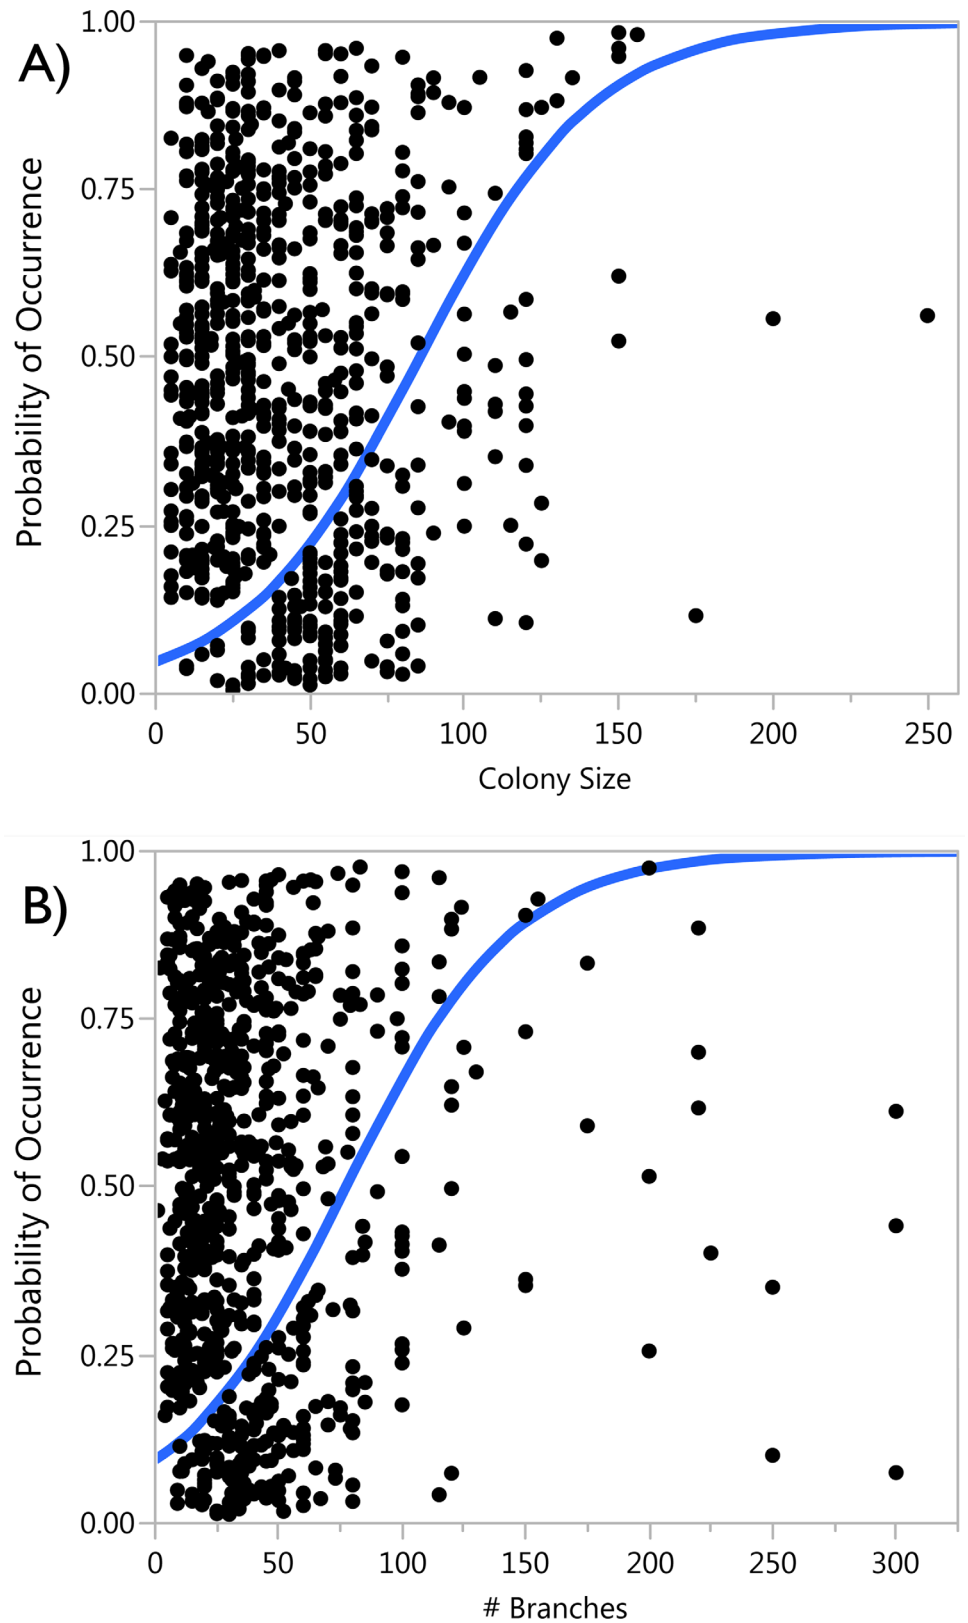 A)
Probability of Occurrence
1.00
0.75
0.50
0.25
0.00
0 50 100 150 200 250
Colony Size
B)
Probability of Occurrence
1.00
0.75
0.50
0.25
0.00
0 50 100 150 200 250 300
# Branches